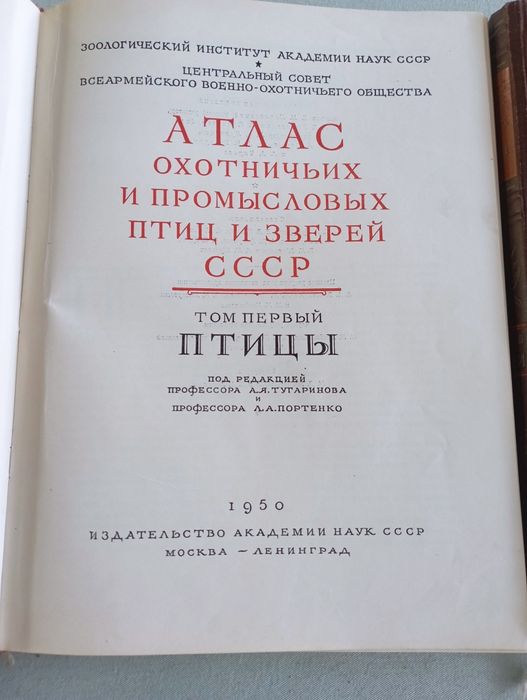 ЗООЛОГИЧЕСКИЙ ИНСТИТУТ АКАДЕМИИ НАУК СССР
★
ЦЕНТРАЛЬНЫЙ СОВЕТ
ВСЕАРМЕЙСКОГО ВОЕННО-ОХОТНИЧЬЕГО ОБЩЕСТВА
АТЛАС
ОХОТНИЧЬИХ
И ПРОМЫСЛОВЫХ
ПТИЦ И ЗВЕРЕЙ
СССР
ТОМ ПЕРВЫЙ
ПТИЦЫ
ПОД РЕДАКЦИЕЙ
ПРОФЕССОРА А.Я.ТУГАРИНОВА
И
ПРОФЕССОРА Л.А.ПОРТЕНКО
1950
ИЗДАТЕЛЬСТВО АКАДЕМИИ НАУК СССР
МОСКВА – ЛЕНИНГРАД